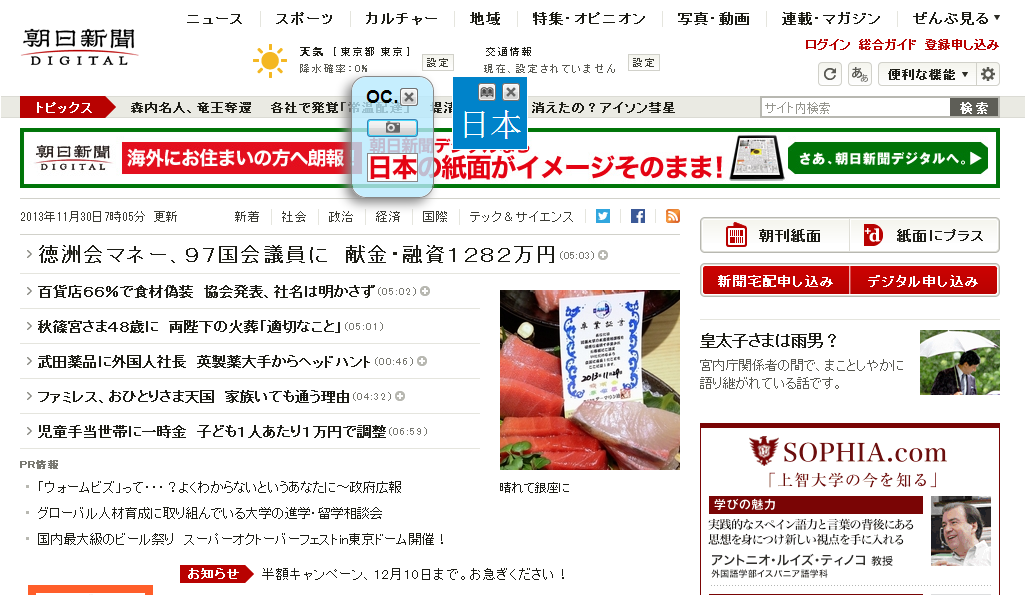 朝日新聞
DIGITAL
ニュース
スポーツ
カルチャー
地域
特集・オピニオン
写真・動画
連載・マガジン
ぜんぶ見る▼
ログイン 総合ガイド 登録申し込み
天気 [ 東京都 東京 ]
降水確率：0%
設定
交通情報
現在、設定されていません
設定
あぁ
便利な機能 ▼
トピックス
森内名人、竜王奪還
各社で発覚「常温配達」
消えたの？アイソン彗星
サイト内検索
検索
OC.
日本
朝日新聞
DIGITAL
海外にお住まいの方へ朗報！
朝日新聞デジタルなら
日本の紙面がイメージそのまま！
さあ、朝日新聞デジタルへ。▶
2013年11月30日7時05分 更新
新着
社会
政治
経済
国際
テック＆サイエンス
徳洲会マネー、９７国会議員に 献金・融資１２８２万円(05:03)
百貨店６６％で食材偽装 協会発表、社名は明かさず(05:02)
秋篠宮さま４８歳に 両陛下の火葬「適切なこと」(05:01)
武田薬品に外国人社長 英製薬大手からヘッドハント(00:46)
ファミレス、おひとりさま天国 家族いても通う理由(04:32)
児童手当世帯に一時金 子ども１人あたり１万円で調整(06:59)
卒業証書
2013年11月29日
晴れて銀座に
PR情報
「ウォームビズ」って・・・？よくわからないというあなたに～政府広報
グローバル人材育成に取り組んでいる大学の進学・留学相談会
国内最大級のビール祭り スーパーオクトーバーフェストin東京ドーム開催！
お知らせ
半額キャンペーン、12月10日まで。お急ぎください！
朝刊紙面
紙面にプラス
新聞宅配申し込み
デジタル申し込み
皇太子さまは雨男？
宮内庁関係者の間で、まことしやかに
語り継がれている話です。
SOPHIA.com
「上智大学の今を知る」
学びの魅力
実践的なスペイン語力と言葉の背後にある
思想を身につけ新しい視点を手に入れる
アントニオ・ルイズ・ティノコ 教授
外国語学部イスパニア語学科